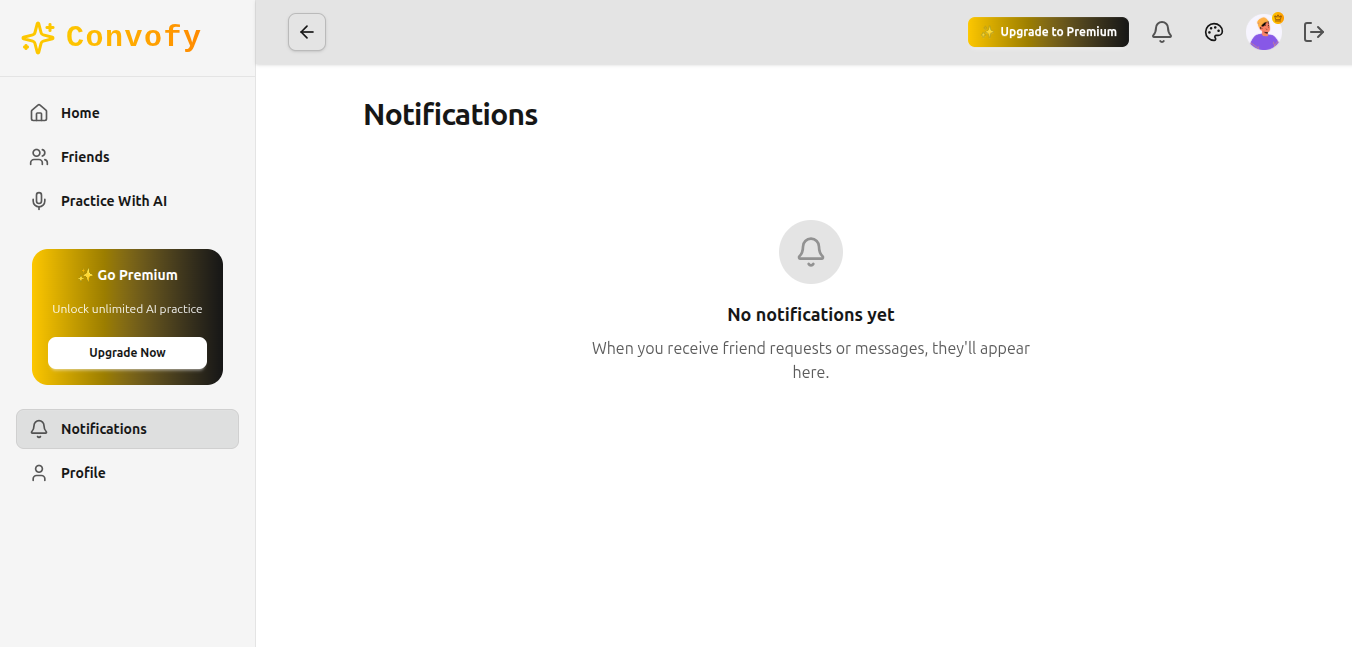 Convofy
Upgrade to Premium
Home
Friends
Practice With AI
✨ Go Premium
Unlock unlimited AI practice
Upgrade Now
Notifications
Profile
Notifications
No notifications yet
When you receive friend requests or messages, they'll appear
here.